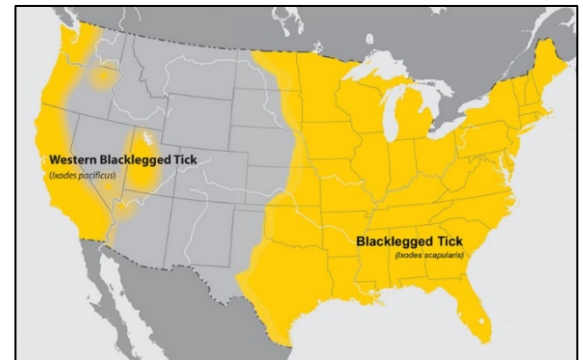 Western Blacklegged Tick
(Ixodes pacificus)
Blacklegged Tick
(Ixodes scapularis)